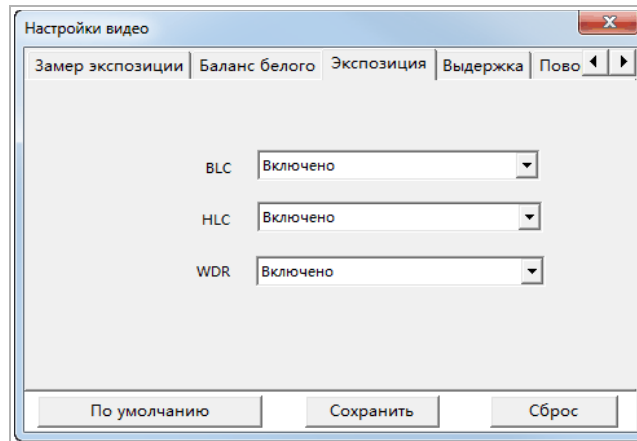 Настройки видео
Замер экспозиции Баланс белого Экспозиция Выдержка Пово
BLC Включено
HLC Включено
WDR Включено
По умолчанию Сохранить Сброс